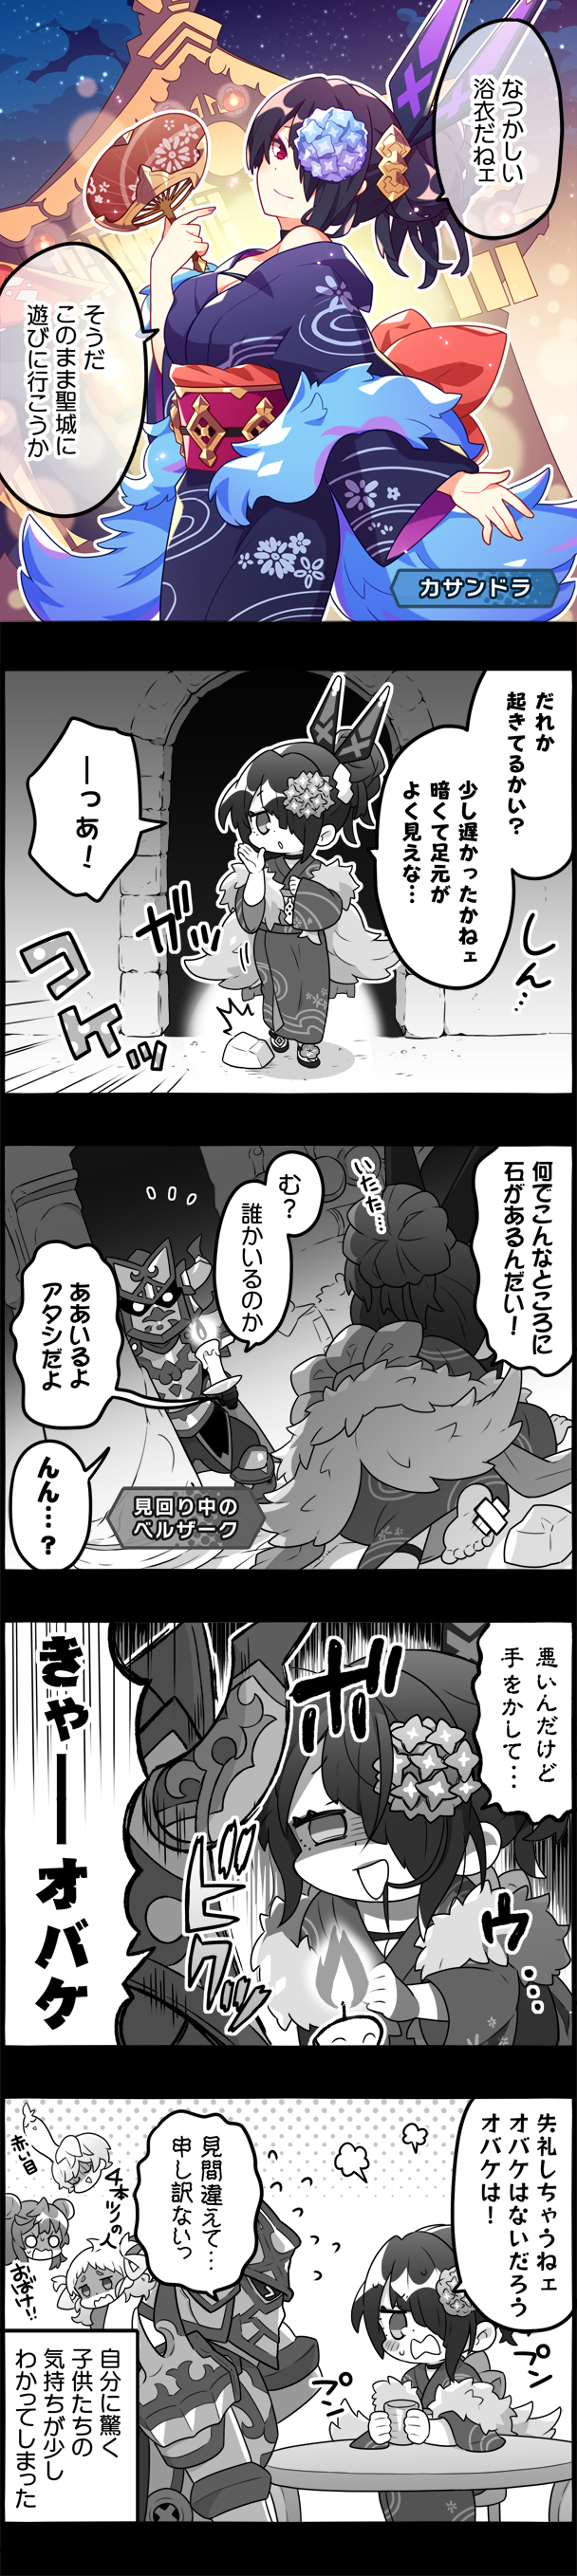 なつかしい
浴衣だねェ
そうだ
このまま聖城に
遊びに行こうか
カサンドラ
だれか
起きてるかい?
少し遅かったかねェ
暗くて足元が
よく見えな…
しん…
ーっあ!
ガッ
コケッ
何でこんなところに
石があるんだい!
いたた…
む?
誰かいるのか
ああいるよ
アタシだよ
んん…?
見回り中の
ベルザーク
悪いんだけど
手をかして…
ボゥ…
ビクッ
きゃーーオバケ
失礼しちゃうねェ
オバケはないだろう
オバケは!
プン
プン
見間違えて…
申し訳ないっ
赤い目
4本ツノの人
おばけ!!
自分に驚く
子供たちの
気持ちが少し
わかってしまった